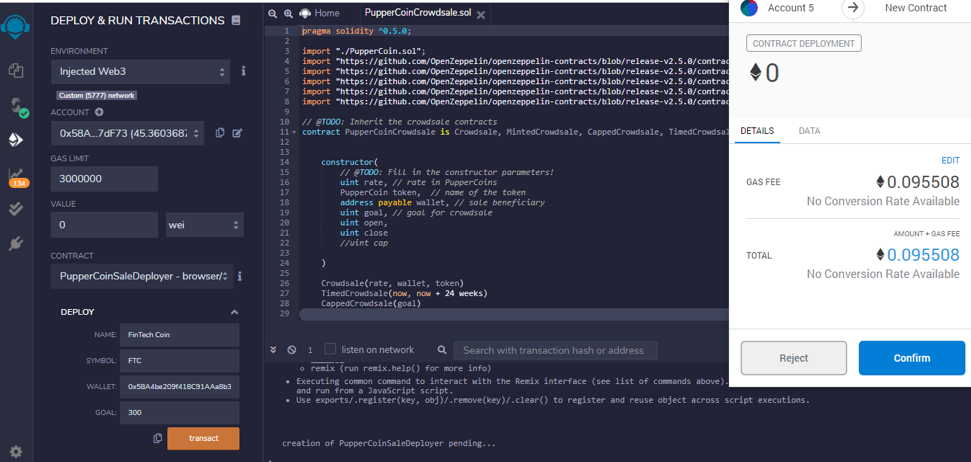 DEPLOY & RUN TRANSACTIONS
ENVIRONMENT
Injected Web3
Custom (5777) network
ACCOUNT
0x58A...7dF73 (45.360368
GAS LIMIT
3000000
VALUE
0
wei
CONTRACT
PupperCoinSaleDeployer - browser/
DEPLOY
NAME:
FinTech Coin
SYMBOL:
FTC
WALLET:
0x58A4be209f418C91AAa8b3
GOAL:
300
transact
134
Home
PupperCoinCrowdsale.sol
1 pragma solidity ^0.5.0;
2
3 import "./PupperCoin.sol";
4 import "https://github.com/OpenZeppelin/openzeppelin-contracts/blob/release-v2.5.0/contrac
5 import "https://github.com/OpenZeppelin/openzeppelin-contracts/blob/release-v2.5.0/contrac
6 import "https://github.com/OpenZeppelin/openzeppelin-contracts/blob/release-v2.5.0/contrac
7 import "https://github.com/OpenZeppelin/openzeppelin-contracts/blob/release-v2.5.0/contrac
8 import "https://github.com/OpenZeppelin/openzeppelin-contracts/blob/release-v2.5.0/contrac
9
10 // @TODO: Inherit the crowdsale contracts
11 contract PupperCoinCrowdsale is Crowdsale, MintedCrowdsale, CappedCrowdsale, TimedCrowdsal
12
13
14 constructor(
15 // @TODO: Fill in the constructor parameters!
16 uint rate, // rate in PupperCoins
17 PupperCoin token, // name of the token
18 address payable wallet, // sale beneficiary
19 uint goal, // goal for crowdsale
20 uint open,
21 uint close
22 //uint cap
23
24 )
25
26 Crowdsale(rate, wallet, token)
27 TimedCrowdsale(now, now + 24 weeks)
28 CappedCrowdsale(goal)
29
1
listen on network
Search with transaction hash or address
remix (run remix.help() for more info)
• Executing common command to interact with the Remix interface (see list of commands above).
and run from a JavaScript script.
• Use exports/.register(key, obj)/.remove(key)/.clear() to register and reuse object across script executions.
creation of PupperCoinSaleDeployer pending...
Account 5
New Contract
CONTRACT DEPLOYMENT
0
DETAILS
DATA
EDIT
GAS FEE
0.095508
No Conversion Rate Available
AMOUNT + GAS FEE
TOTAL
0.095508
No Conversion Rate Available
Reject
Confirm